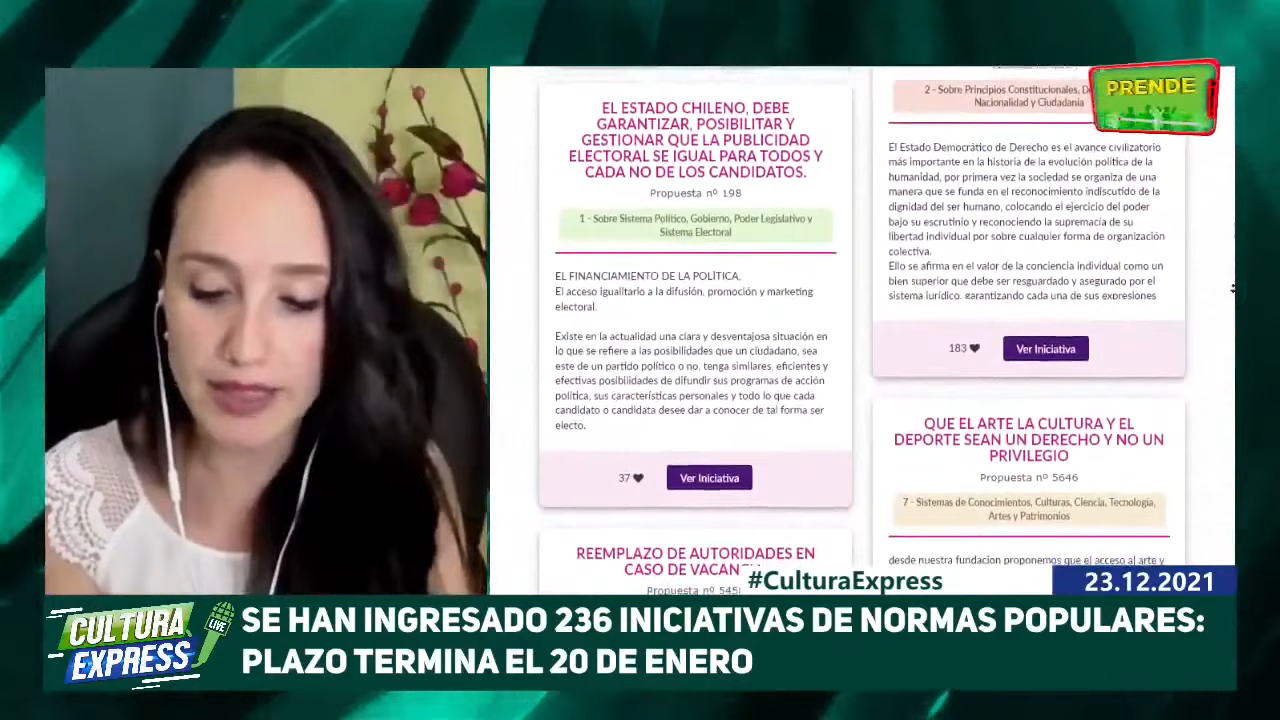 EL ESTADO CHILENO, DEBE
GARANTIZAR, POSIBILITAR Y
GESTIONAR QUE LA PUBLICIDAD
ELECTORAL SE IGUAL PARA TODOS Y
CADA NO DE LOS CANDIDATOS.
Propuesta nº 198
1 - Sobre Sistema Político, Gobierno, Poder Legislativo y
Sistema Electoral
EL FINANCIAMIENTO DE LA POLÍTICA.
El acceso igualitario a la difusión, promoción y marketing
electoral.
Existe en la actualidad una clara y desventajosa situación en
lo que se refiere a las posibilidades que un ciudadano, sea
este de un partido político o no, tenga similares, eficientes y
efectivas posibilidades de difundir sus programas de acción
política, sus características personales y todo lo que cada
candidato o candidata desee dar a conocer de tal forma ser
electo.
37
Ver Iniciativa
REEMPLAZO DE AUTORIDADES EN
CASO DE
Propuesta nº
2 - Sobre Principios Constitucionales,
Nacionalidad y Ciudadanía
El Estado Democrático de Derecho es el avance civilizatorio
más importante en la historia de la evolución política de la
humanidad, por primera vez la sociedad se organiza de una
manera que se funda en el reconocimiento indiscutido de la
dignidad del ser humano, colocando el ejercicio del poder
bajo su escrutinio y reconociendo la supremacía de su
libertad individual por sobre cualquier forma de organización
colectiva.
Ello se afirma en el valor de la conciencia individual como un
bien superior que debe ser resguardado y asegurado por el
sistema jurídico, garantizando cada una de sus expresiones
183
Ver Iniciativa
QUE EL ARTE LA CULTURA Y EL
DEPORTE SEAN UN DERECHO Y NO UN
PRIVILEGIO
Propuesta nº 5646
7 - Sistemas de Conocimientos, Culturas, Ciencia, Tecnología,
Artes y Patrimonios
desde nuestra fundacion proponemos que el acceso al arte y
PRENDE
#CulturaExpress
23.12.2021
CULTURA
EXPRESS
LIVE
SE HAN INGRESADO 236 INICIATIVAS DE NORMAS POPULARES:
PLAZO TERMINA EL 20 DE ENERO